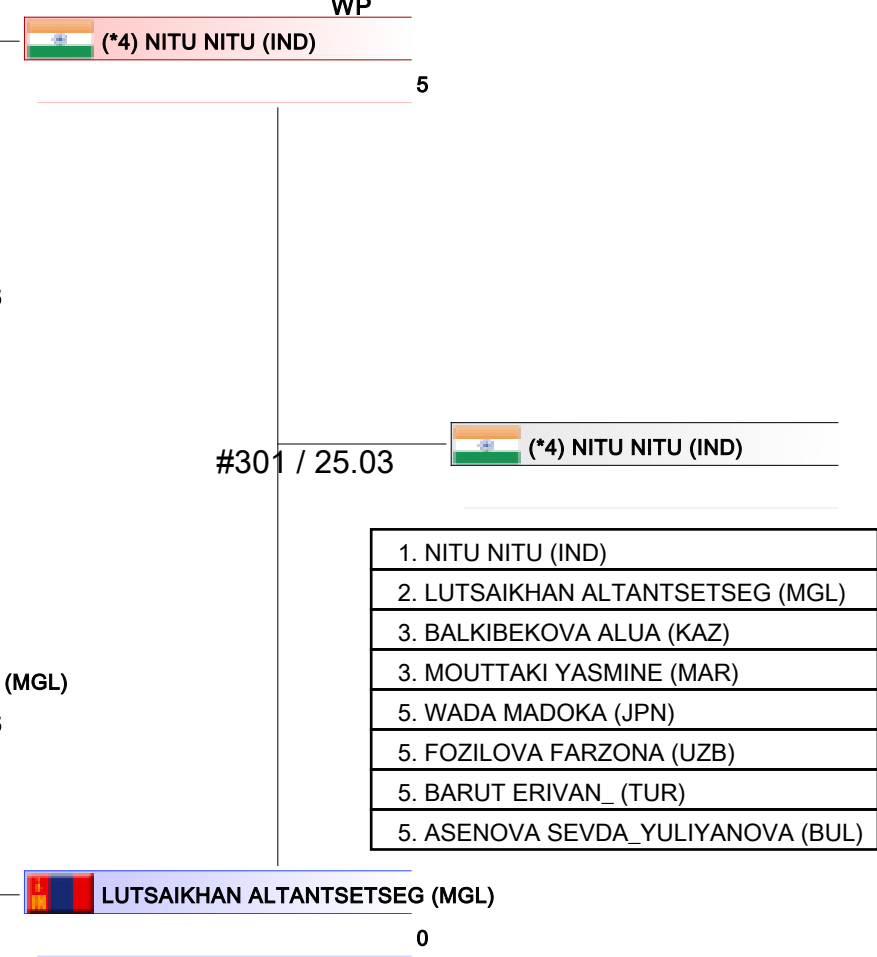 WP
(*4) NITU NITU (IND)
5
#301 / 25.03
(*4) NITU NITU (IND)
1. NITU NITU (IND)
2. LUTSAIKHAN ALTANTSETSEG (MGL)
3. BALKIBEKOVA ALUA (KAZ)
3. MOUTTAKI YASMINE (MAR)
(MGL)
5. WADA MADOKA (JPN)
5. FOZILOVA FARZONA (UZB)
5. BARUT ERIVAN_ (TUR)
5. ASENOVA SEVDA_YULIYANOVA (BUL)
LUTSAIKHAN ALTANTSETSEG (MGL)
0